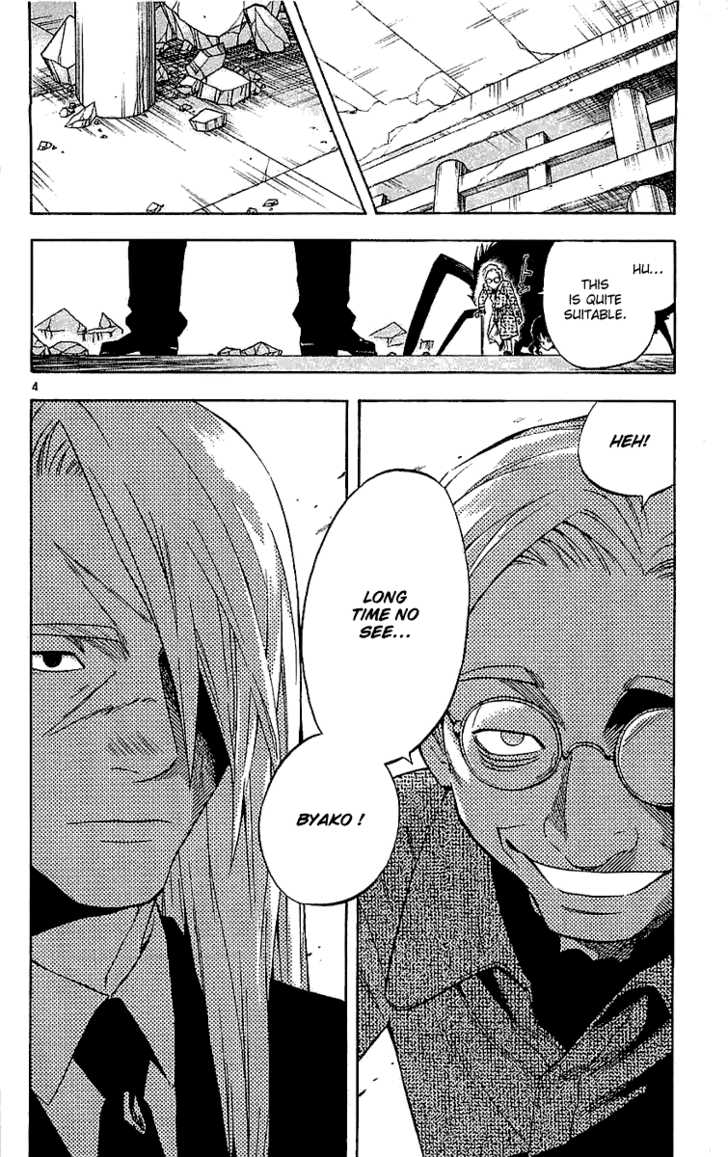 HU...
THIS
IS QUITE
SUITABLE.
4
HEH!
LONG
TIME NO
SEE...
BYAKO !